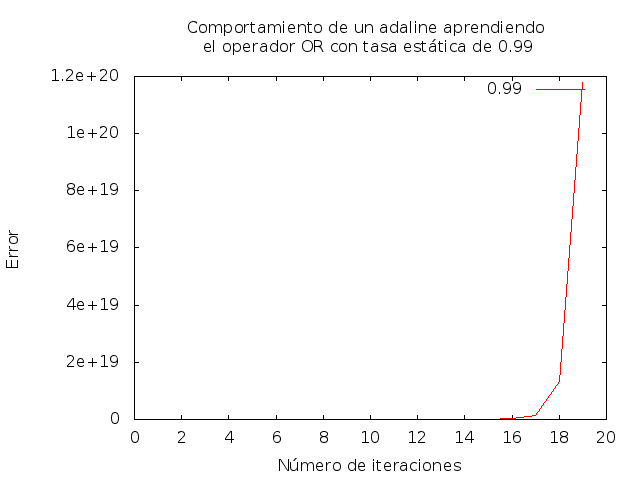 Comportamiento de un adaline aprendiendo
el operador OR con tasa estática de 0.99
1.2e+20
0.99
1e+20
8e+19
6e+19
Error
4e+19
2e+19
0
0 2 4 6 8 10 12 14 16 18 20
Número de iteraciones